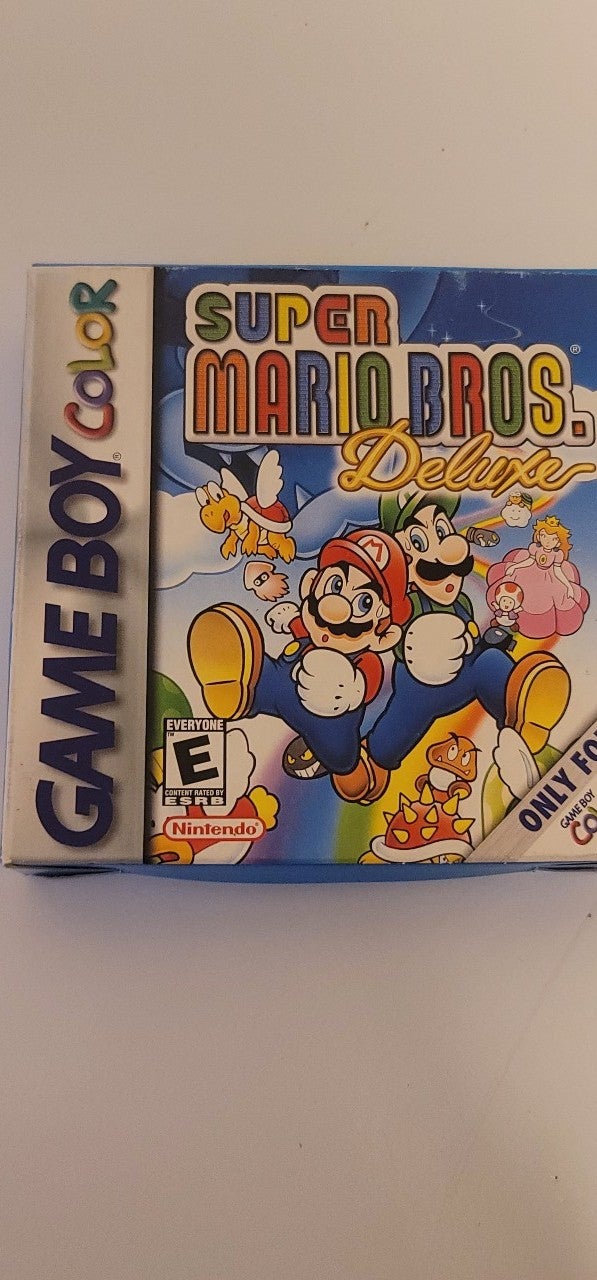 GAME BOY COLOR
®
SUPER
MARIO BROS.
®
Deluxe
M
EVERYONE
E
CONTENT RATED BY
ESRB
Nintendo
®
ONLY FO
GAME BOY
CO